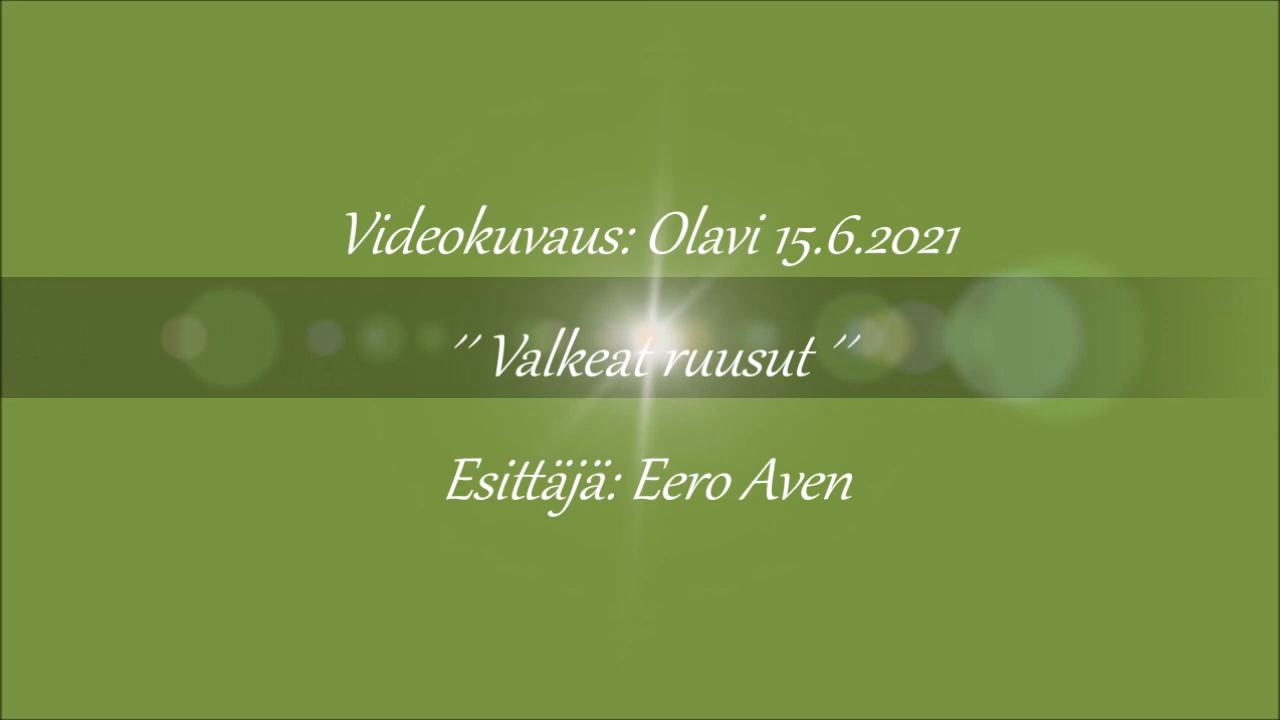 Videokuvaus: Olavi 15.6.2021
'' Valkeat ruusut ''
Esittäjä: Eero Aven